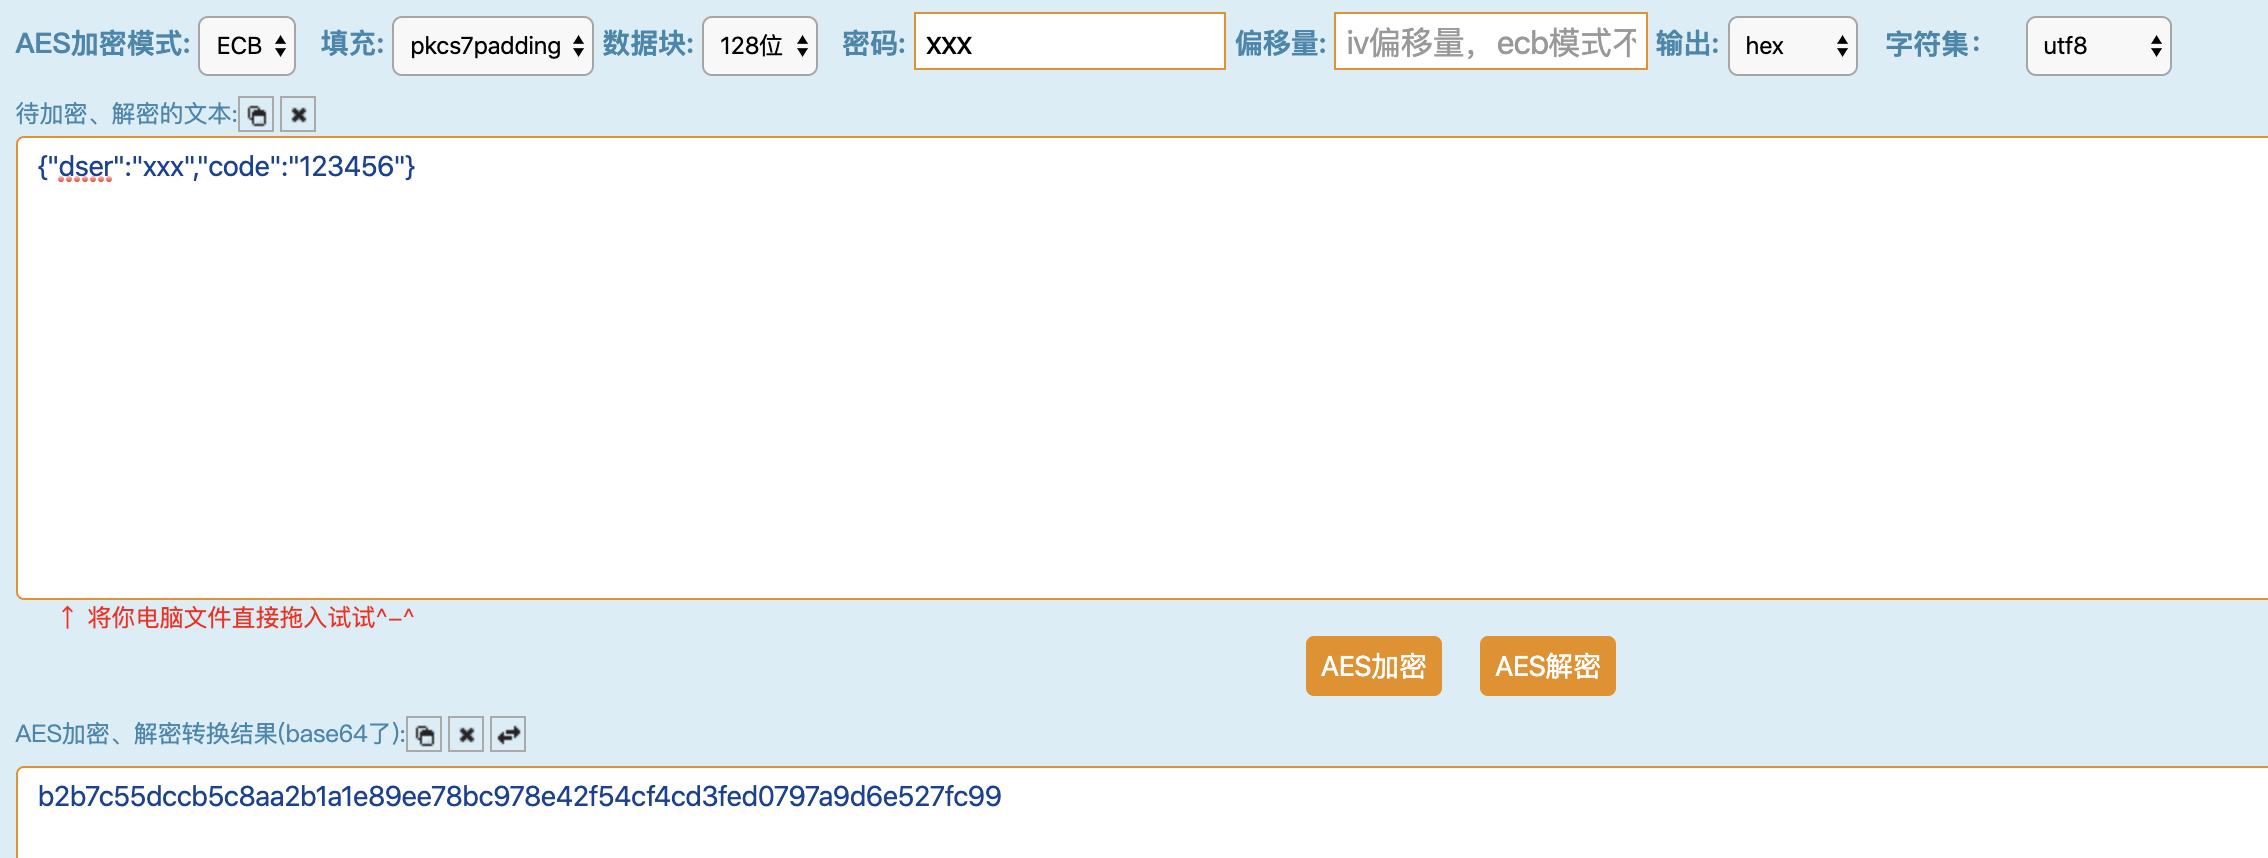 AES加密模式: ECB 填充: pkcs7padding 数据块: 128位 密码: xxx 偏移量: iv偏移量，ecb模式不 输出: hex 字符集： utf8
待加密、解密的文本:
{"dser":"xxx","code":"123456"}
↑ 将你电脑文件直接拖入试试^-^
AES加密 AES解密
AES加密、解密转换结果(base64了):
b2b7c55dccb5c8aa2b1a1e89ee78bc978e42f54cf4cd3fed0797a9d6e527fc99